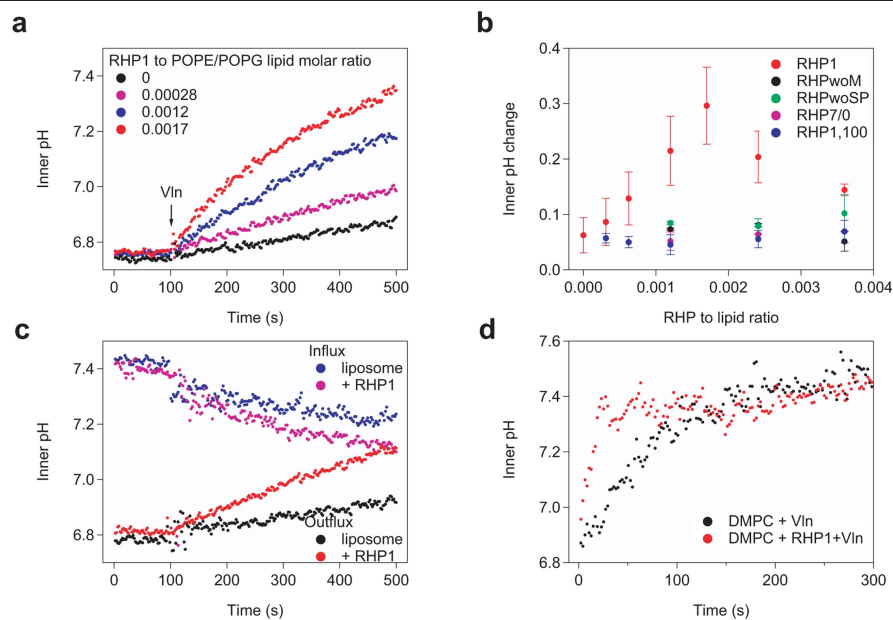 a
RHP1 to POPE/POPG lipid molar ratio
0
0.00028
0.0012
0.0017
Vln
7.4
7.2
7.0
6.8
Inner pH
0 100 200 300 400 500
Time (s)
b
RHP1
RHPwoM
RHPwoSP
RHP7/0
RHP1,100
0.4
0.3
0.2
0.1
0.0
Inner pH change
0.000 0.001 0.002 0.003 0.004
RHP to lipid ratio
c
Influx
liposome
+ RHP1
Outflux
liposome
+ RHP1
7.4
7.2
7.0
6.8
Inner pH
0 100 200 300 400 500
Time (s)
d
7.6
7.4
7.2
7.0
6.8
Inner pH
DMPC + Vln
DMPC + RHP1+Vln
0 100 200 300
Time (s)